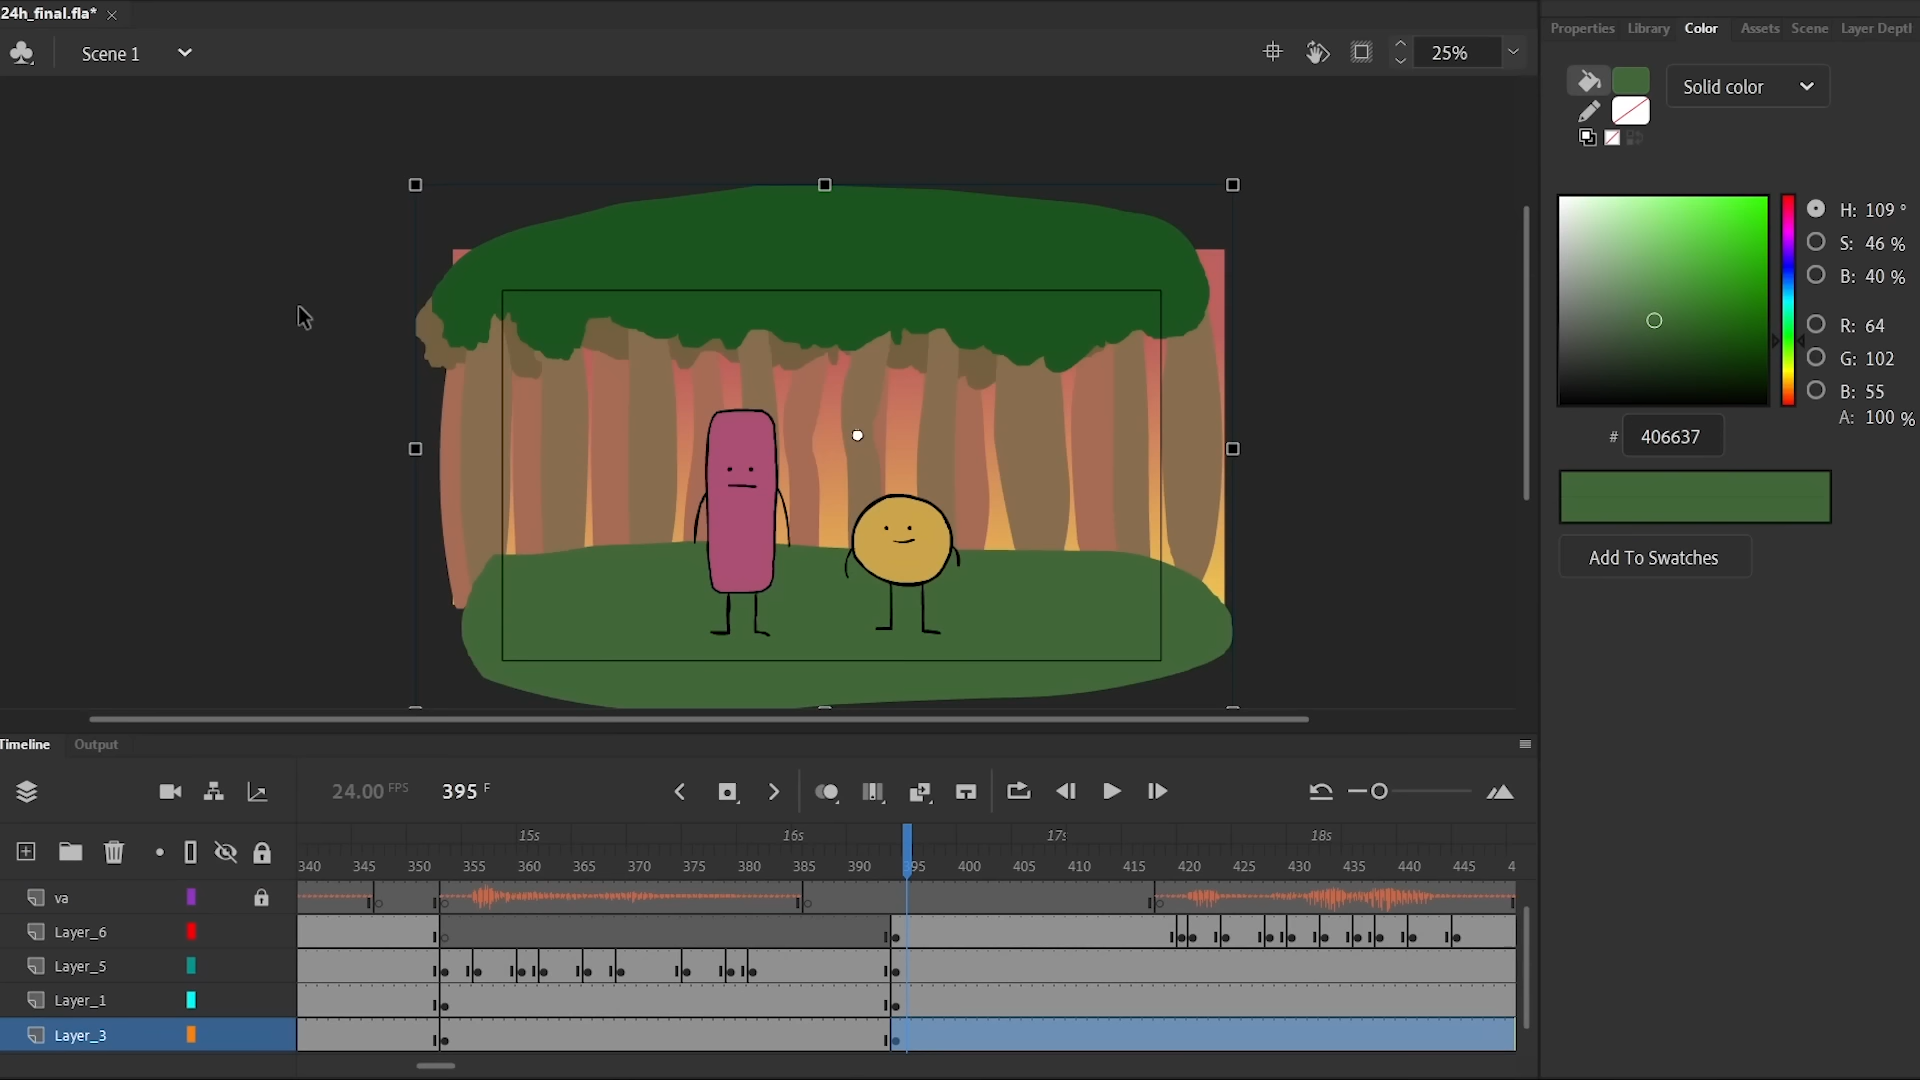 24h_final.fla*
Properties Library Color Assets Scene Layer Deptl
Scene 1
25%
Solid color
H: 109 °
S: 46 %
B: 40 %
R: 64
G: 102
B: 55
A: 100 %
# 406637
Add To Swatches
Timeline Output
24.00 FPS 395 F
15s 16s 17s 18s
340 345 350 355 360 365 370 375 380 385 390 395 400 405 410 415 420 425 430 435 440 445 4
va
Layer_6
Layer_5
Layer_1
Layer_3